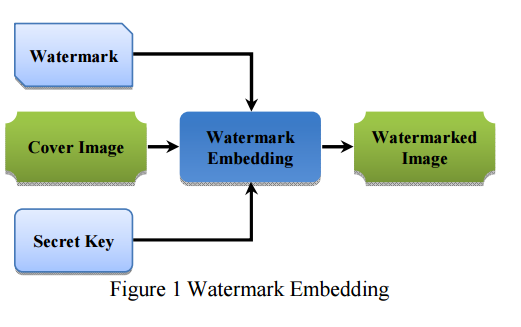 Watermark
Cover Image
Watermark
Embedding
Watermarked
Image
Secret Key
Figure 1 Watermark Embedding